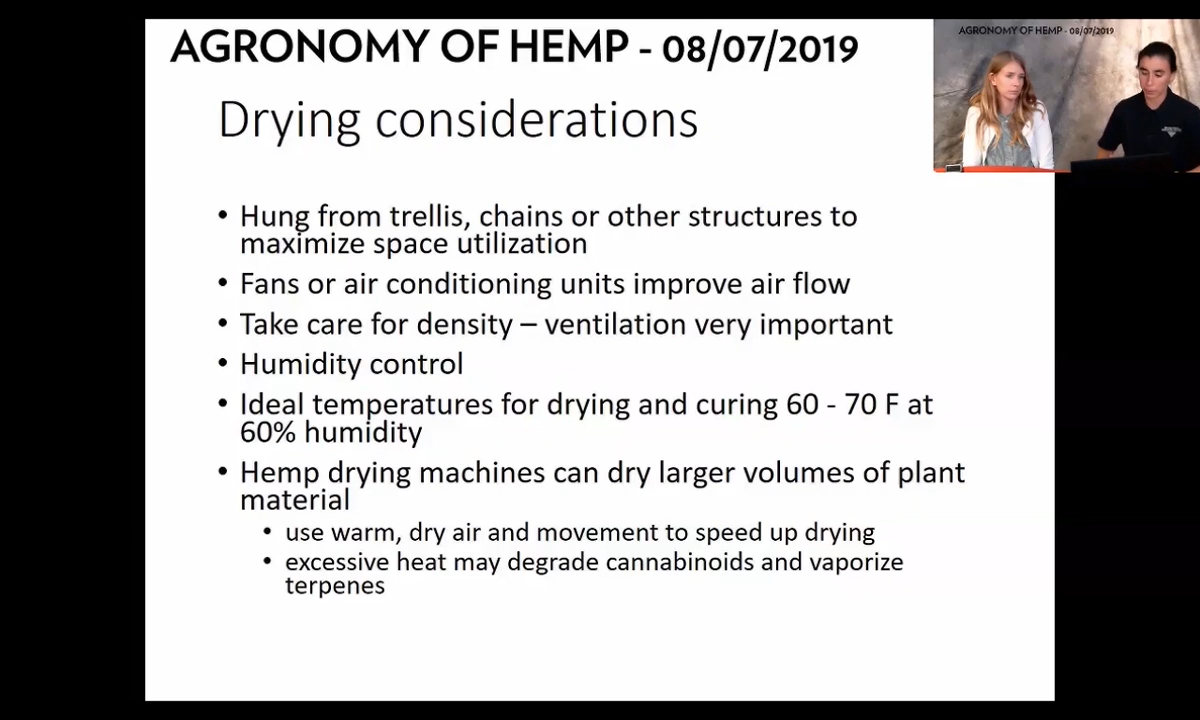 AGRONOMY OF HEMP - 08/07/2019
AGRONOMY OF HEMP - 08/07/2019
Drying considerations
• Hung from trellis, chains or other structures to
maximize space utilization
• Fans or air conditioning units improve air flow
• Take care for density – ventilation very important
• Humidity control
• Ideal temperatures for drying and curing 60 - 70 F at
60% humidity
• Hemp drying machines can dry larger volumes of plant
material
• use warm, dry air and movement to speed up drying
• excessive heat may degrade cannabinoids and vaporize
terpenes